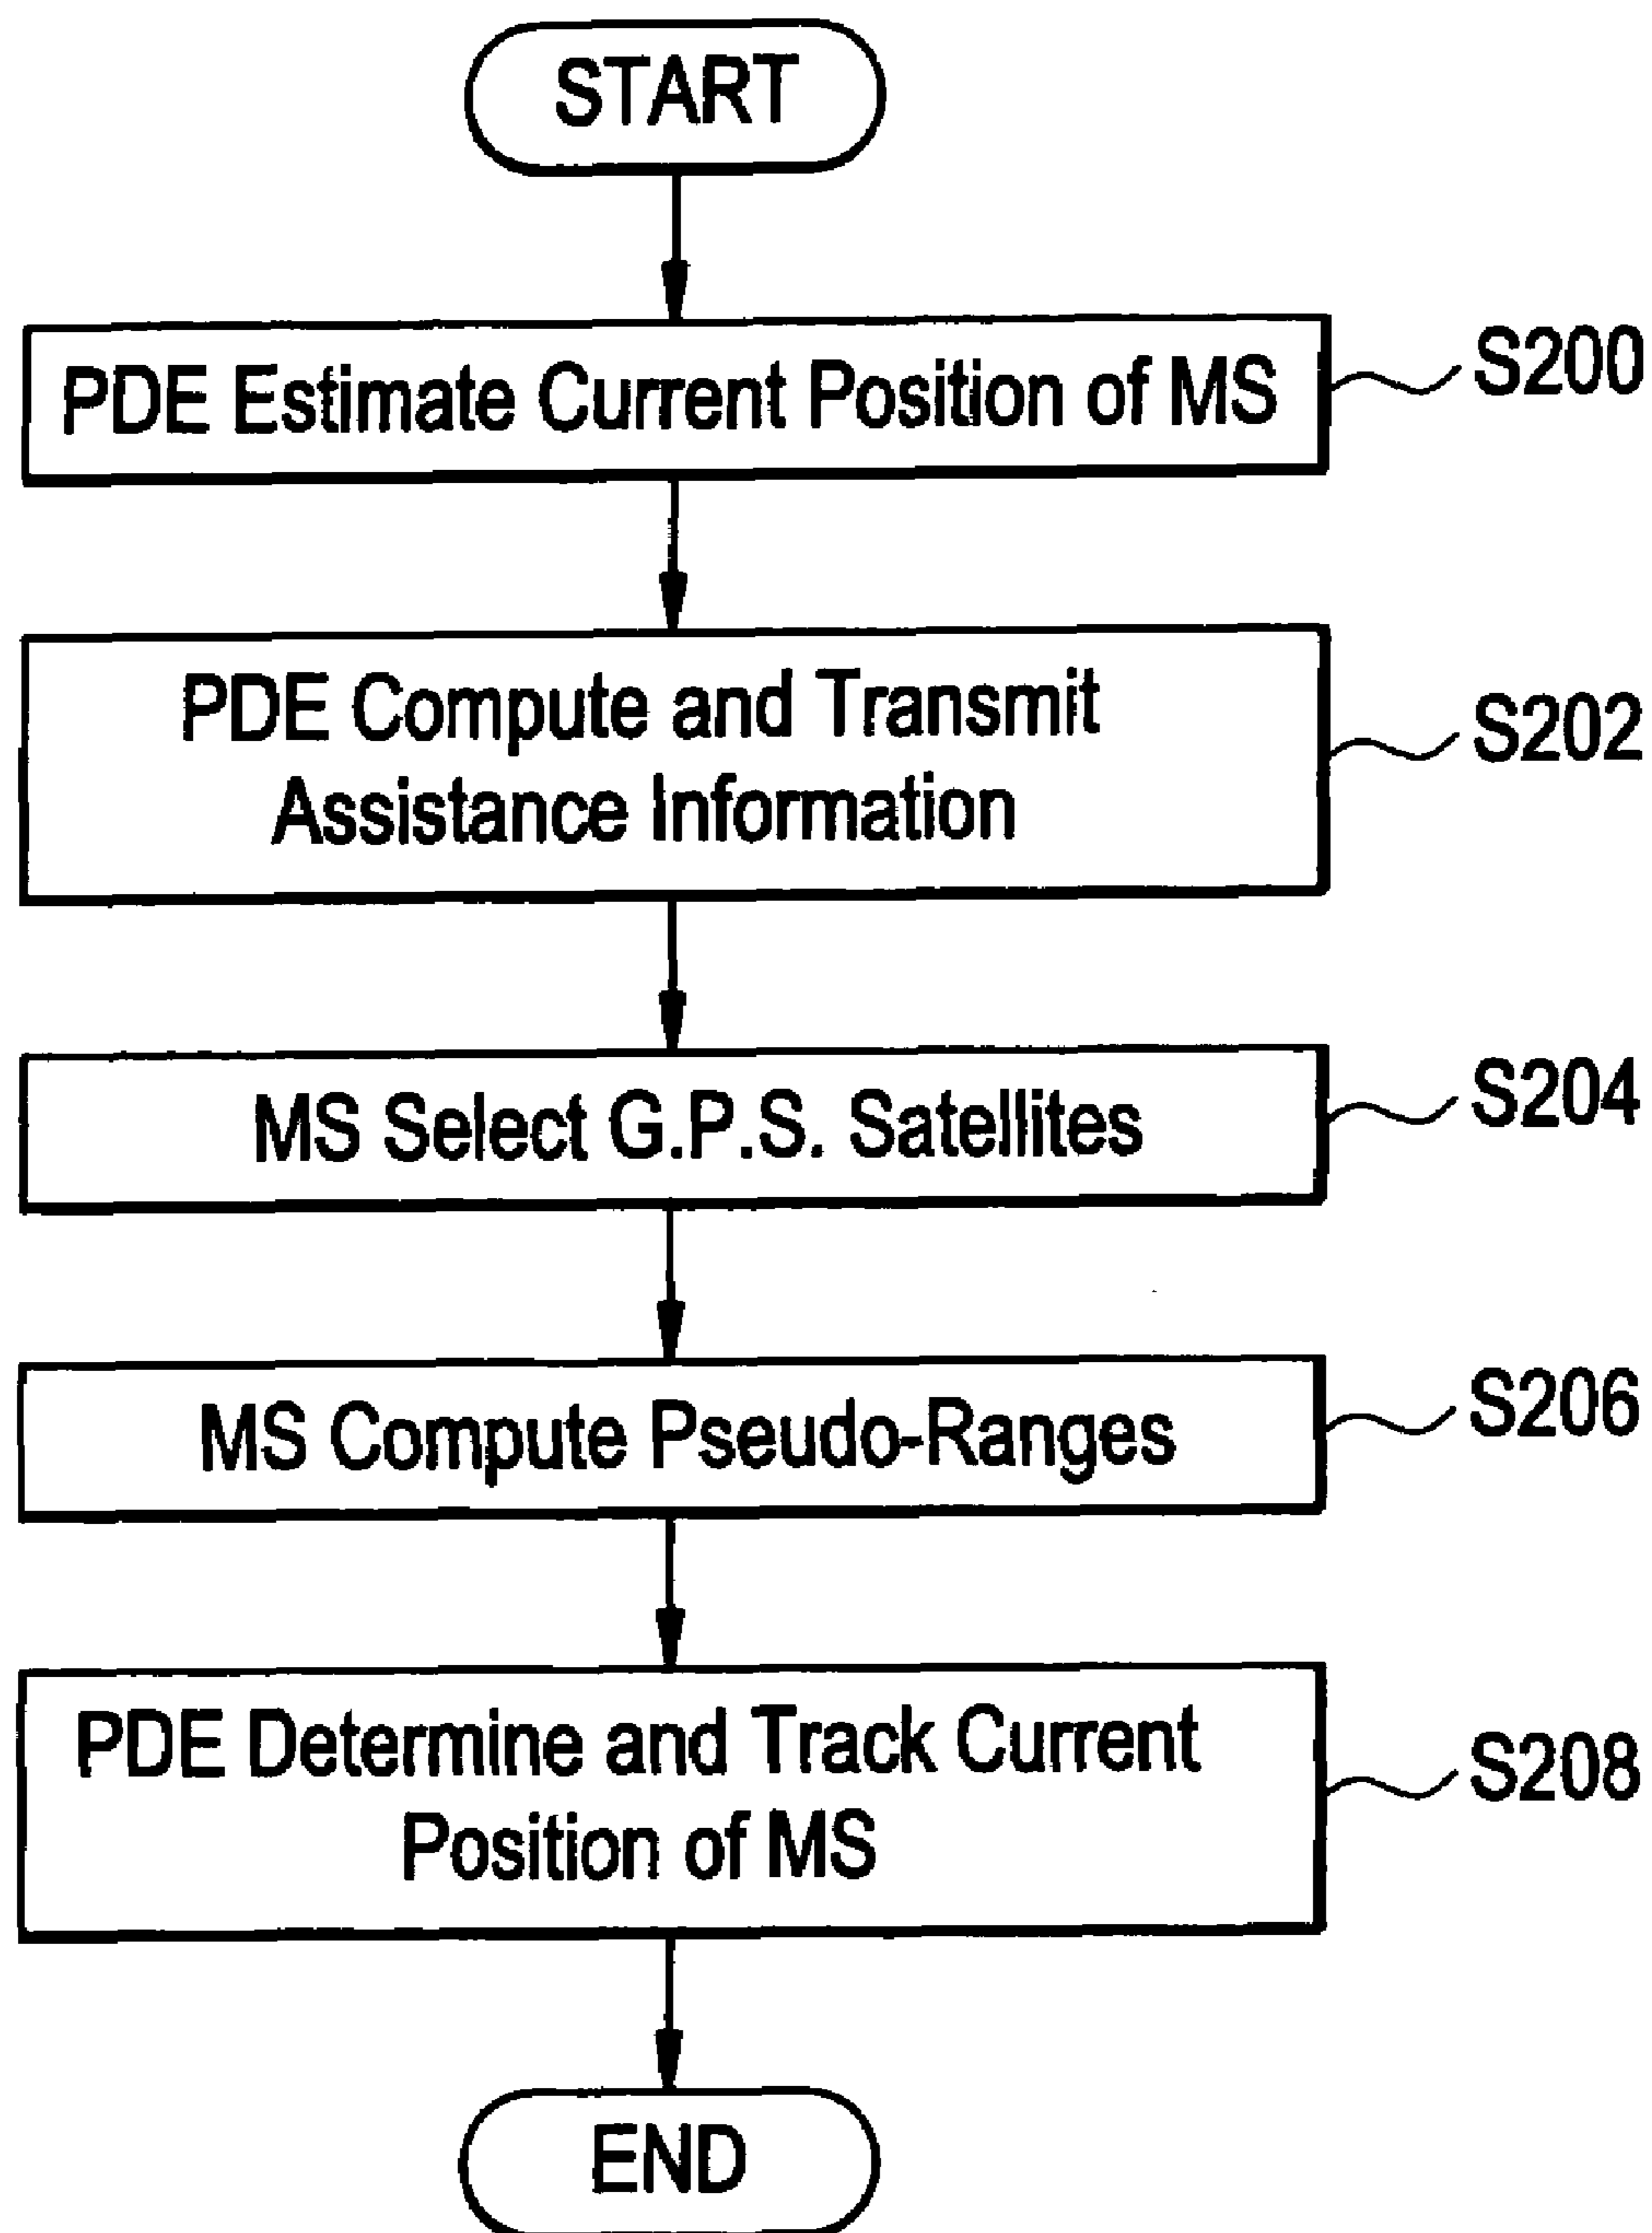 START
PDE Estimate Current Position of MS
S200
PDE Compute and Transmit
Assistance Information
S202
MS Select G.P.S. Satellites
S204
MS Compute Pseudo-Ranges
S206
PDE Determine and Track Current
Position of MS
S208
END